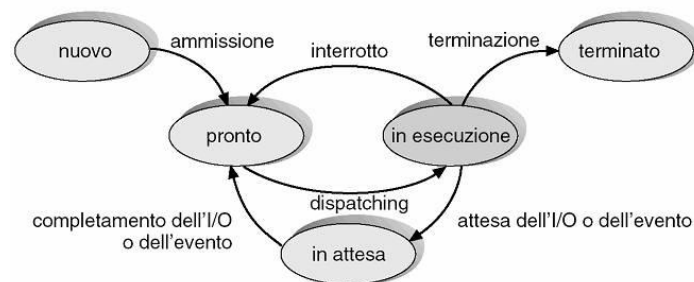 nuovo
ammissione
interrotto
terminazione
terminato
pronto
in esecuzione
dispatching
completamento dell'I/O
o dell'evento
in attesa
attesa dell'I/O o dell'evento